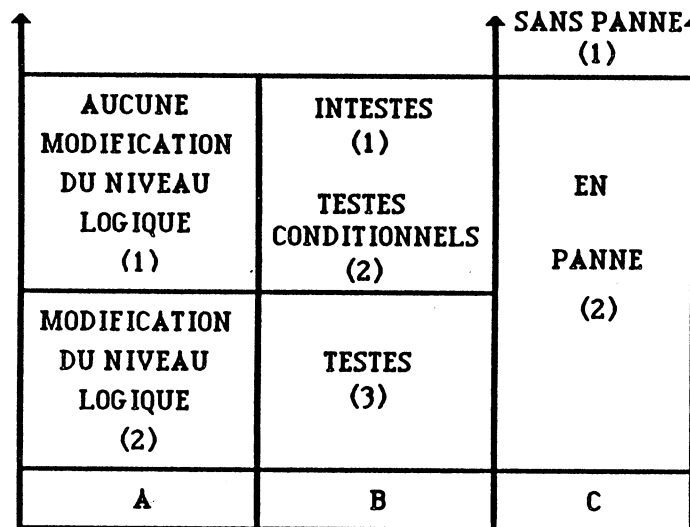 SANS PANNE
(1)
AUCUNE
MODIFICATION
DU NIVEAU
LOGIQUE
(1)
INTESTES
(1)
TESTES
CONDITIONNELS
(2)
EN
PANNE
(2)
MODIFICATION
DU NIVEAU
LOGIQUE
(2)
TESTES
(3)
A
B
C